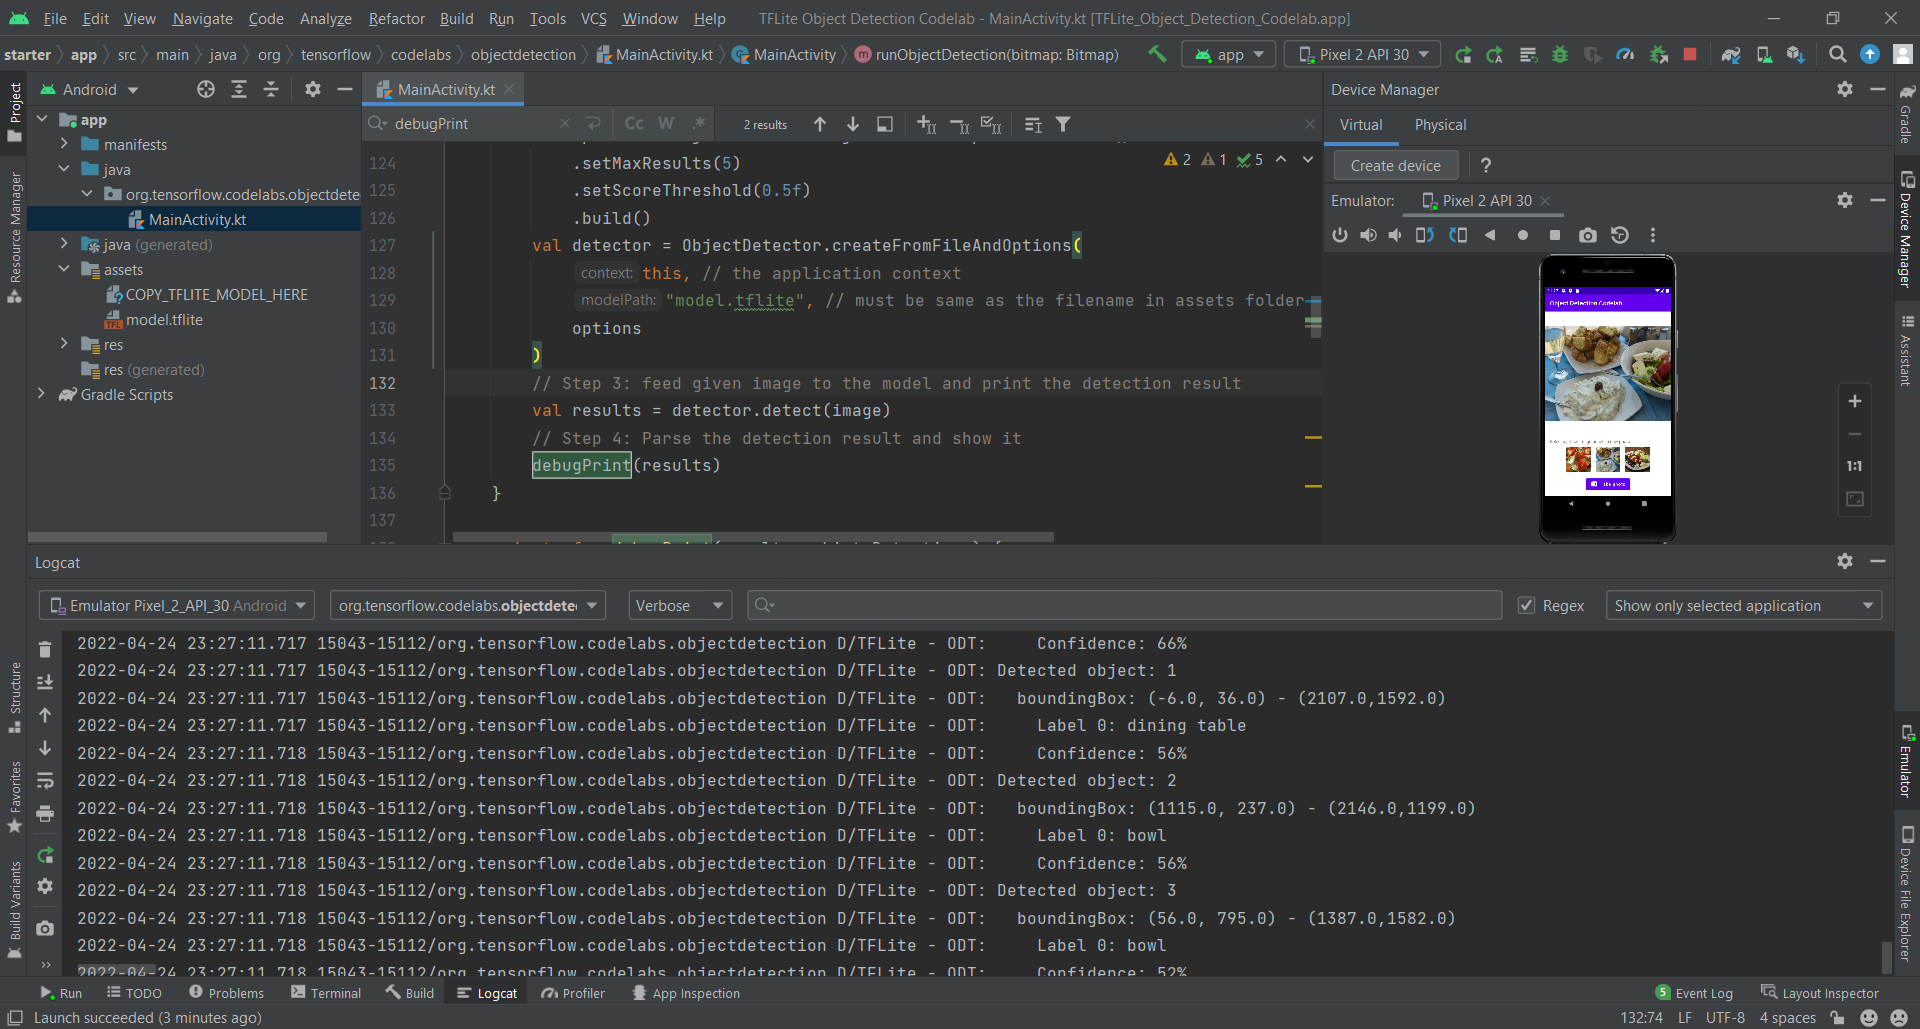 File Edit View Navigate Code Analyze Refactor Build Run Tools VCS Window Help TFLite Object Detection Codelab - MainActivity.kt [TFLite_Object_Detection_Codelab.app]
starter app src main java org tensorflow codelabs objectdetection MainActivity.kt MainActivity runObjectDetection(bitmap: Bitmap) app Pixel 2 API 30
Project
Resource Manager
Structure
Favorites
Build Variants
Android
app
manifests
java
org.tensorflow.codelabs.objectdete
MainActivity.kt
java (generated)
assets
COPY_TFLITE_MODEL_HERE
model.tflite
res
res (generated)
Gradle Scripts
MainActivity.kt
debugPrint Cc W .* 2 results
2 1 5
124 .setMaxResults(5)
125 .setScoreThreshold(0.5f)
126 .build()
127 val detector = ObjectDetector.createFromFileAndOptions(
128 context: this, // the application context
129 modelPath: "model.tflite", // must be same as the filename in assets folder
130 options
131 )
132 // Step 3: feed given image to the model and print the detection result
133 val results = detector.detect(image)
134 // Step 4: Parse the detection result and show it
135 debugPrint(results)
136 }
137
Device Manager
Virtual Physical
Create device ?
Emulator: Pixel 2 API 30
Object Detection Codelab
1:1
Gradle
Device Manager
Assistant
Emulator
Device File Explorer
Logcat
Emulator Pixel_2_API_30 Android org.tensorflow.codelabs.objectdete Verbose Regex Show only selected application
2022-04-24 23:27:11.717 15043-15112/org.tensorflow.codelabs.objectdetection D/TFLite - ODT: Confidence: 66%
2022-04-24 23:27:11.717 15043-15112/org.tensorflow.codelabs.objectdetection D/TFLite - ODT: Detected object: 1
2022-04-24 23:27:11.717 15043-15112/org.tensorflow.codelabs.objectdetection D/TFLite - ODT: boundingBox: (-6.0, 36.0) - (2107.0,1592.0)
2022-04-24 23:27:11.717 15043-15112/org.tensorflow.codelabs.objectdetection D/TFLite - ODT: Label 0: dining table
2022-04-24 23:27:11.718 15043-15112/org.tensorflow.codelabs.objectdetection D/TFLite - ODT: Confidence: 56%
2022-04-24 23:27:11.718 15043-15112/org.tensorflow.codelabs.objectdetection D/TFLite - ODT: Detected object: 2
2022-04-24 23:27:11.718 15043-15112/org.tensorflow.codelabs.objectdetection D/TFLite - ODT: boundingBox: (1115.0, 237.0) - (2146.0,1199.0)
2022-04-24 23:27:11.718 15043-15112/org.tensorflow.codelabs.objectdetection D/TFLite - ODT: Label 0: bowl
2022-04-24 23:27:11.718 15043-15112/org.tensorflow.codelabs.objectdetection D/TFLite - ODT: Confidence: 56%
2022-04-24 23:27:11.718 15043-15112/org.tensorflow.codelabs.objectdetection D/TFLite - ODT: Detected object: 3
2022-04-24 23:27:11.718 15043-15112/org.tensorflow.codelabs.objectdetection D/TFLite - ODT: boundingBox: (56.0, 795.0) - (1387.0,1582.0)
2022-04-24 23:27:11.718 15043-15112/org.tensorflow.codelabs.objectdetection D/TFLite - ODT: Label 0: bowl
2022-04-24 23:27:11.718 15043-15112/org.tensorflow.codelabs.objectdetection D/TFLite - ODT: Confidence: 52%
Run TODO Problems Terminal Build Logcat Profiler App Inspection 5 Event Log Layout Inspector
Launch succeeded (3 minutes ago) 132:74 LF UTF-8 4 spaces